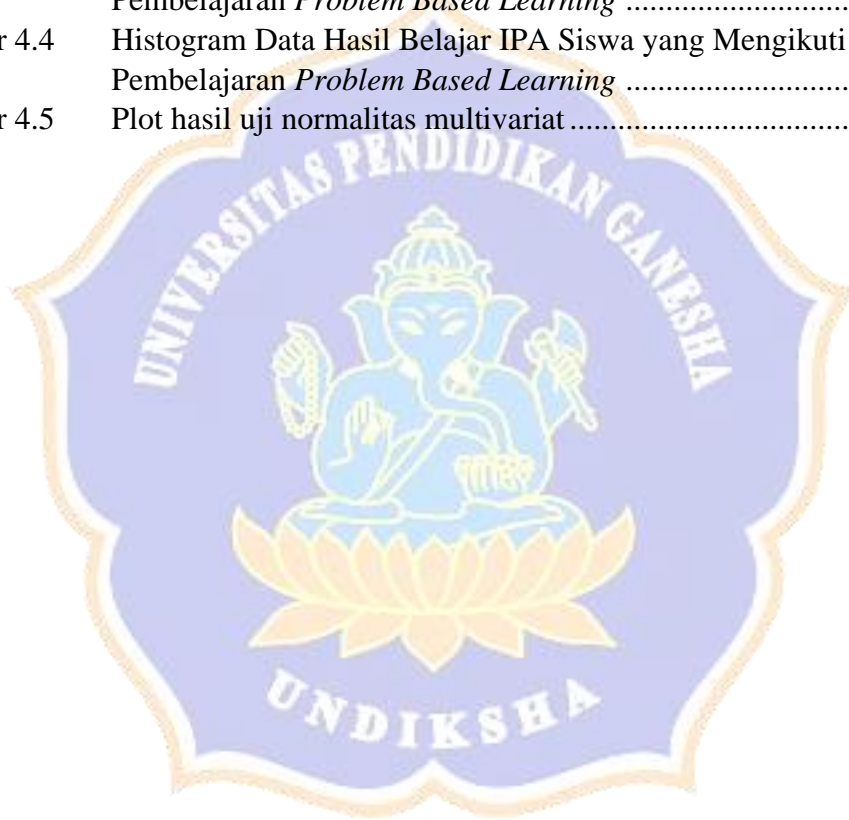 Pembelajaran Problem Based Learning ............................
r 4.4 Histogram Data Hasil Belajar IPA Siswa yang Mengikuti
Pembelajaran Problem Based Learning ............................
r 4.5 Plot hasil uji normalitas multivariat ...................................
UNIVERSITAS PENDIDIKAN GANESHA
UNDIKSHA